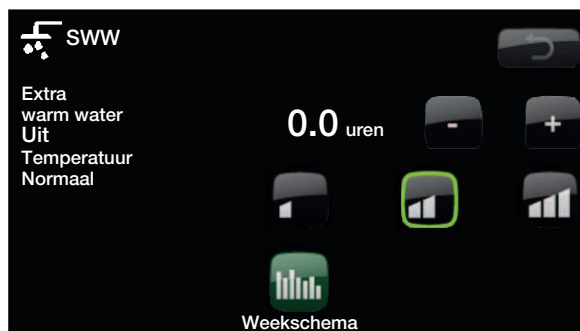 SWW
Extra
warm water
Uit
Temperatuur
Normaal
0.0 uren
-
+
Weekschema